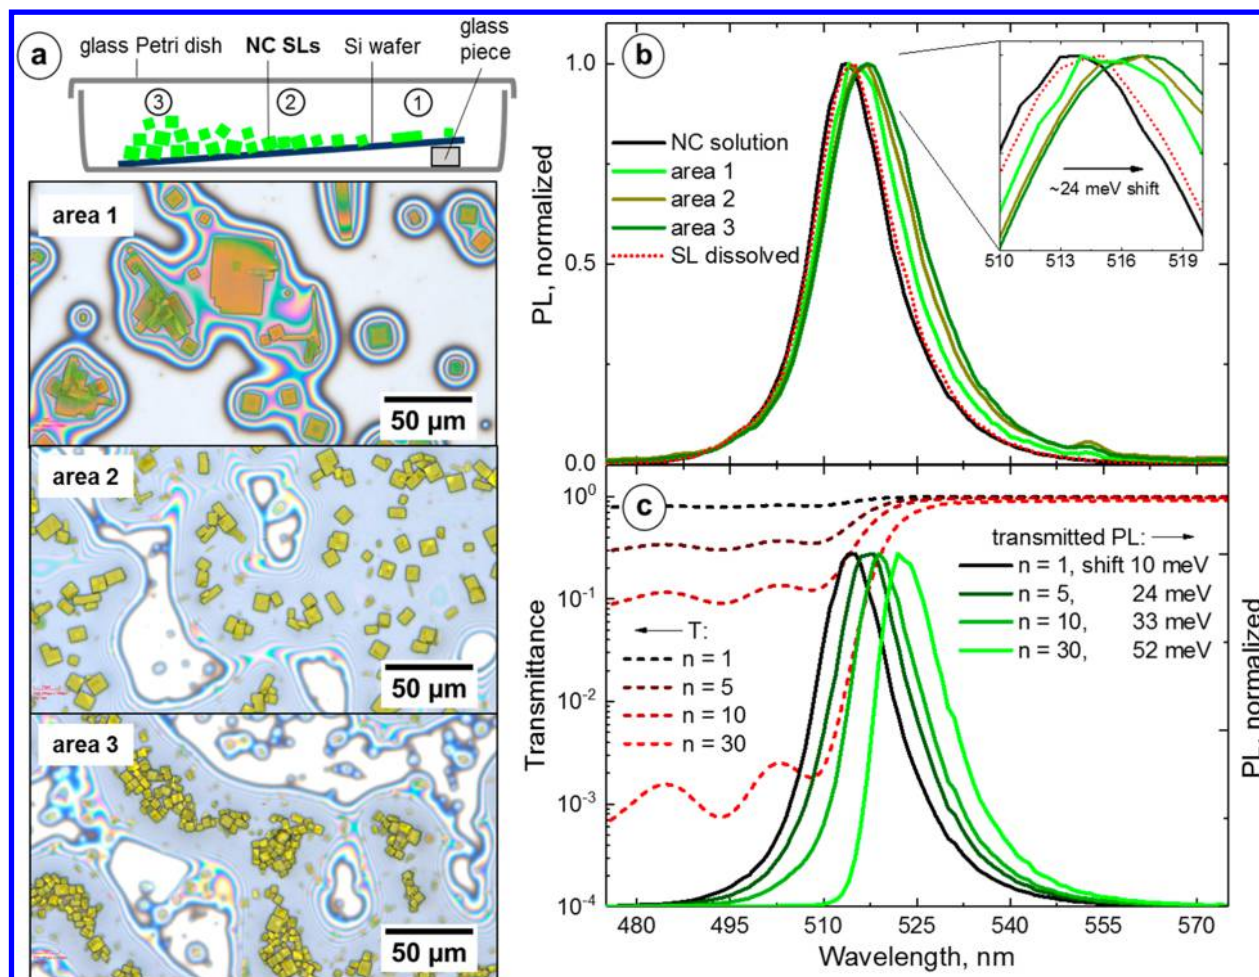 a
glass Petri dish
NC SLs
Si wafer
glass
piece
3
2
1
area 1
50 µm
area 2
50 µm
area 3
50 µm
b
PL, normalized
1.0
0.5
0.0
NC solution
area 1
area 2
area 3
SL dissolved
~24 meV shift
510 513 516 519
c
Transmittance
10⁰
10⁻¹
10⁻²
10⁻³
10⁻⁴
T:
n = 1
n = 5
n = 10
n = 30
transmitted PL:
n = 1, shift 10 meV
n = 5, 24 meV
n = 10, 33 meV
n = 30, 52 meV
PL, normalized
480 495 510 525 540 555 570
Wavelength, nm